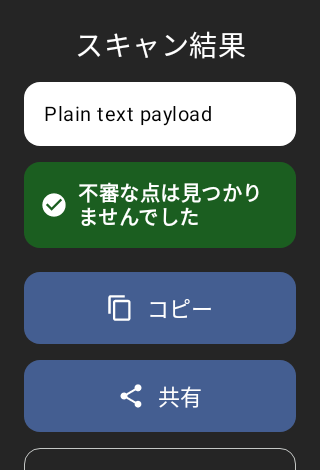 スキャン結果
Plain text payload
不審な点は見つかり
ませんでした
コピー
共有